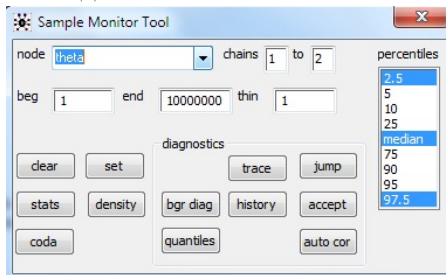 Sample Monitor Tool
node theta chains 1 to 2 percentiles
beg 1 end 10000000 thin 1
2.5
5
10
25
median
75
90
95
97.5
diagnostics
clear set trace jump
stats density bgr diag history accept
coda quantiles auto cor